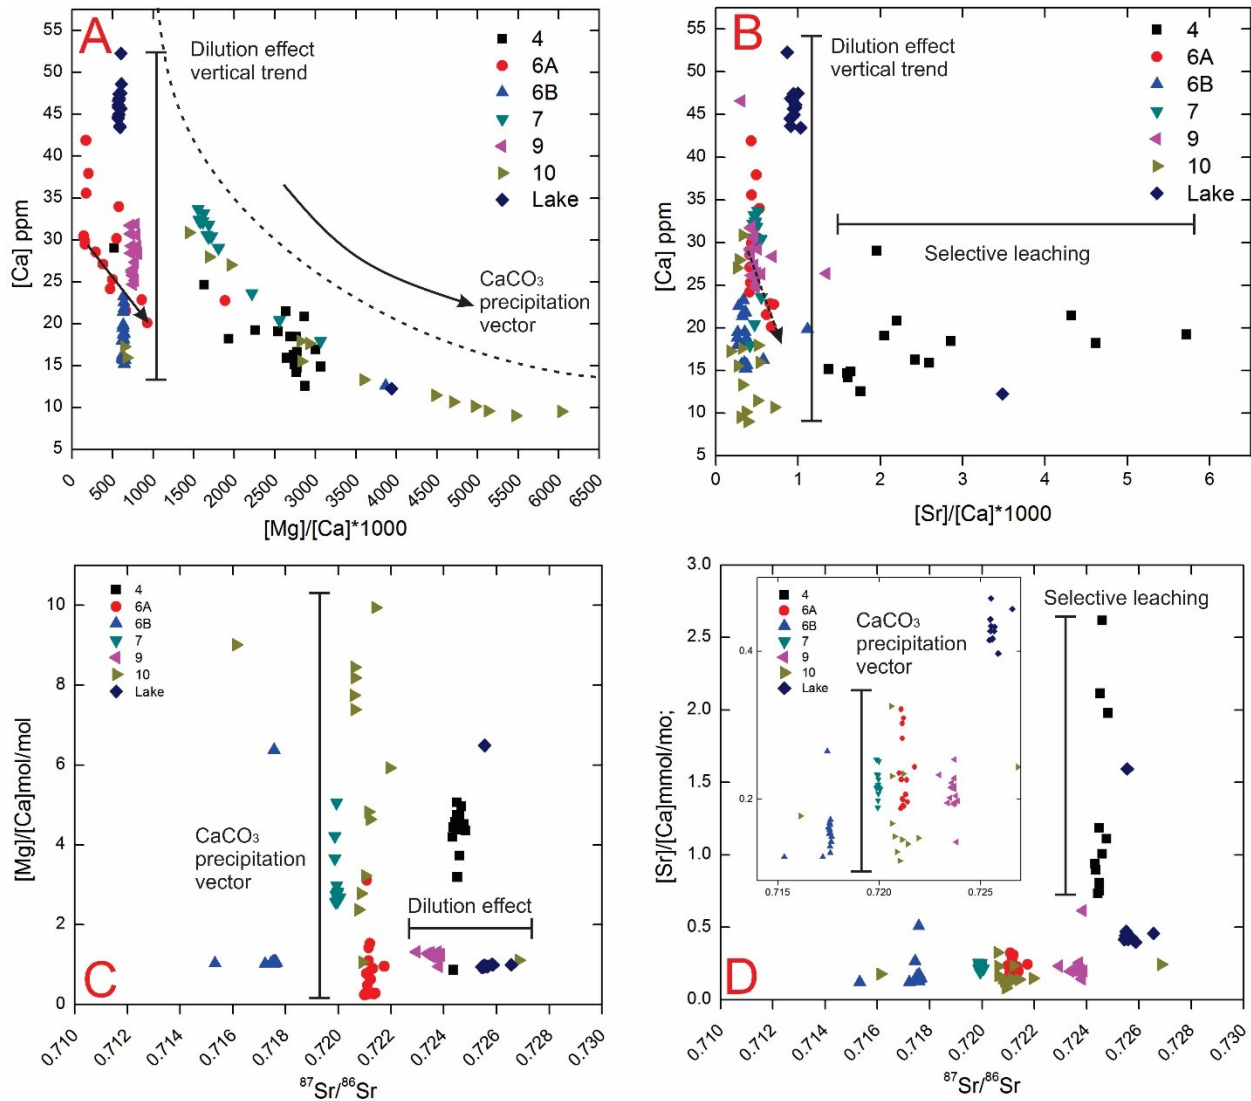 A
55
50
45
40
35
30
25
20
15
10
5
[Ca] ppm
Dilution effect
vertical trend
4
6A
6B
7
9
10
Lake
CaCO₃
precipitation
vector
0
500
1000
1500
2000
2500
3000
3500
4000
4500
5000
5500
6000
6500
[Mg]/[Ca]*1000
B
55
50
45
40
35
30
25
20
15
10
5
[Ca] ppm
Dilution effect
vertical trend
4
6A
6B
7
9
10
Lake
Selective leaching
0
1
2
3
4
5
6
[Sr]/[Ca]*1000
C
10
8
6
4
2
0
[Mg]/[Ca]mol/mol
4
6A
6B
7
9
10
Lake
CaCO₃
precipitation
vector
Dilution effect
0.710
0.712
0.714
0.716
0.718
0.720
0.722
0.724
0.726
0.728
0.730
⁸⁷Sr/⁸⁶Sr
D
3.0
2.5
2.0
1.5
1.0
0.5
0.0
[Sr]/[Ca]mmol/mo;
4
6A
6B
7
9
10
Lake
CaCO₃
precipitation
vector
0.4
0.2
0.715
0.720
0.725
Selective leaching
0.710
0.712
0.714
0.716
0.718
0.720
0.722
0.724
0.726
0.728
0.730
⁸⁷Sr/⁸⁶Sr